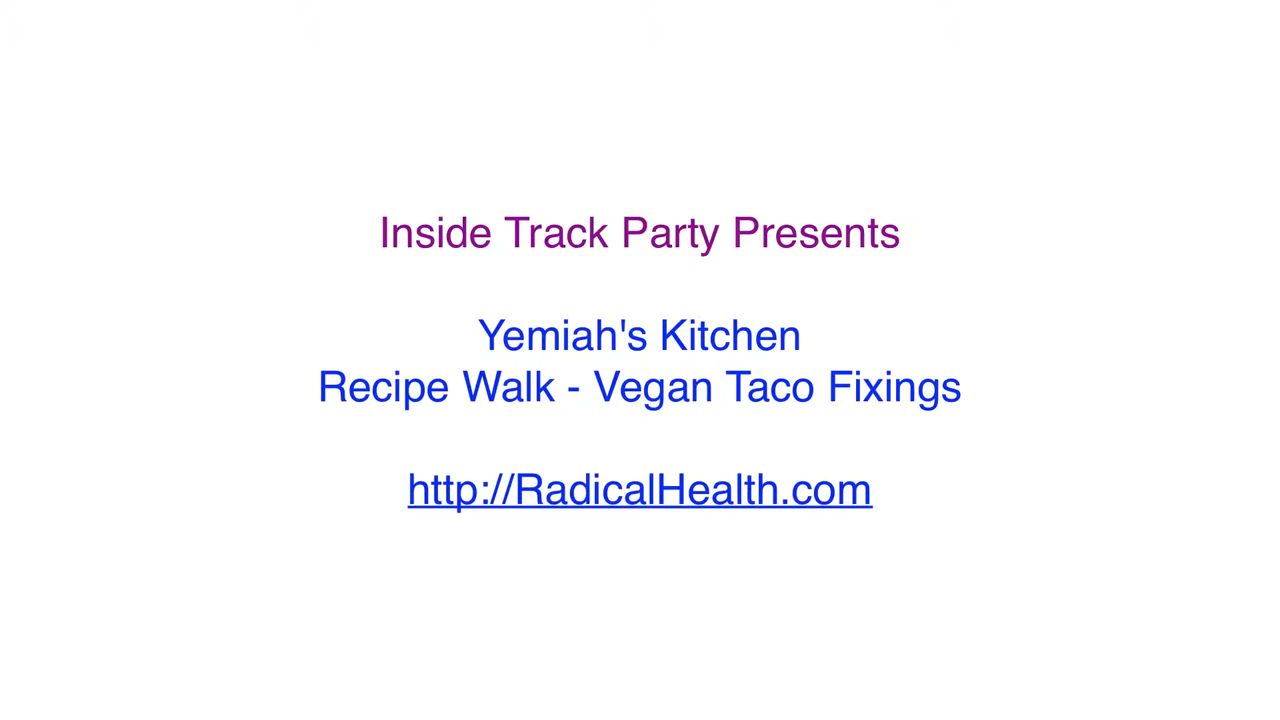 Inside Track Party Presents
Yemiah's Kitchen
Recipe Walk - Vegan Taco Fixings
http://RadicalHealth.com